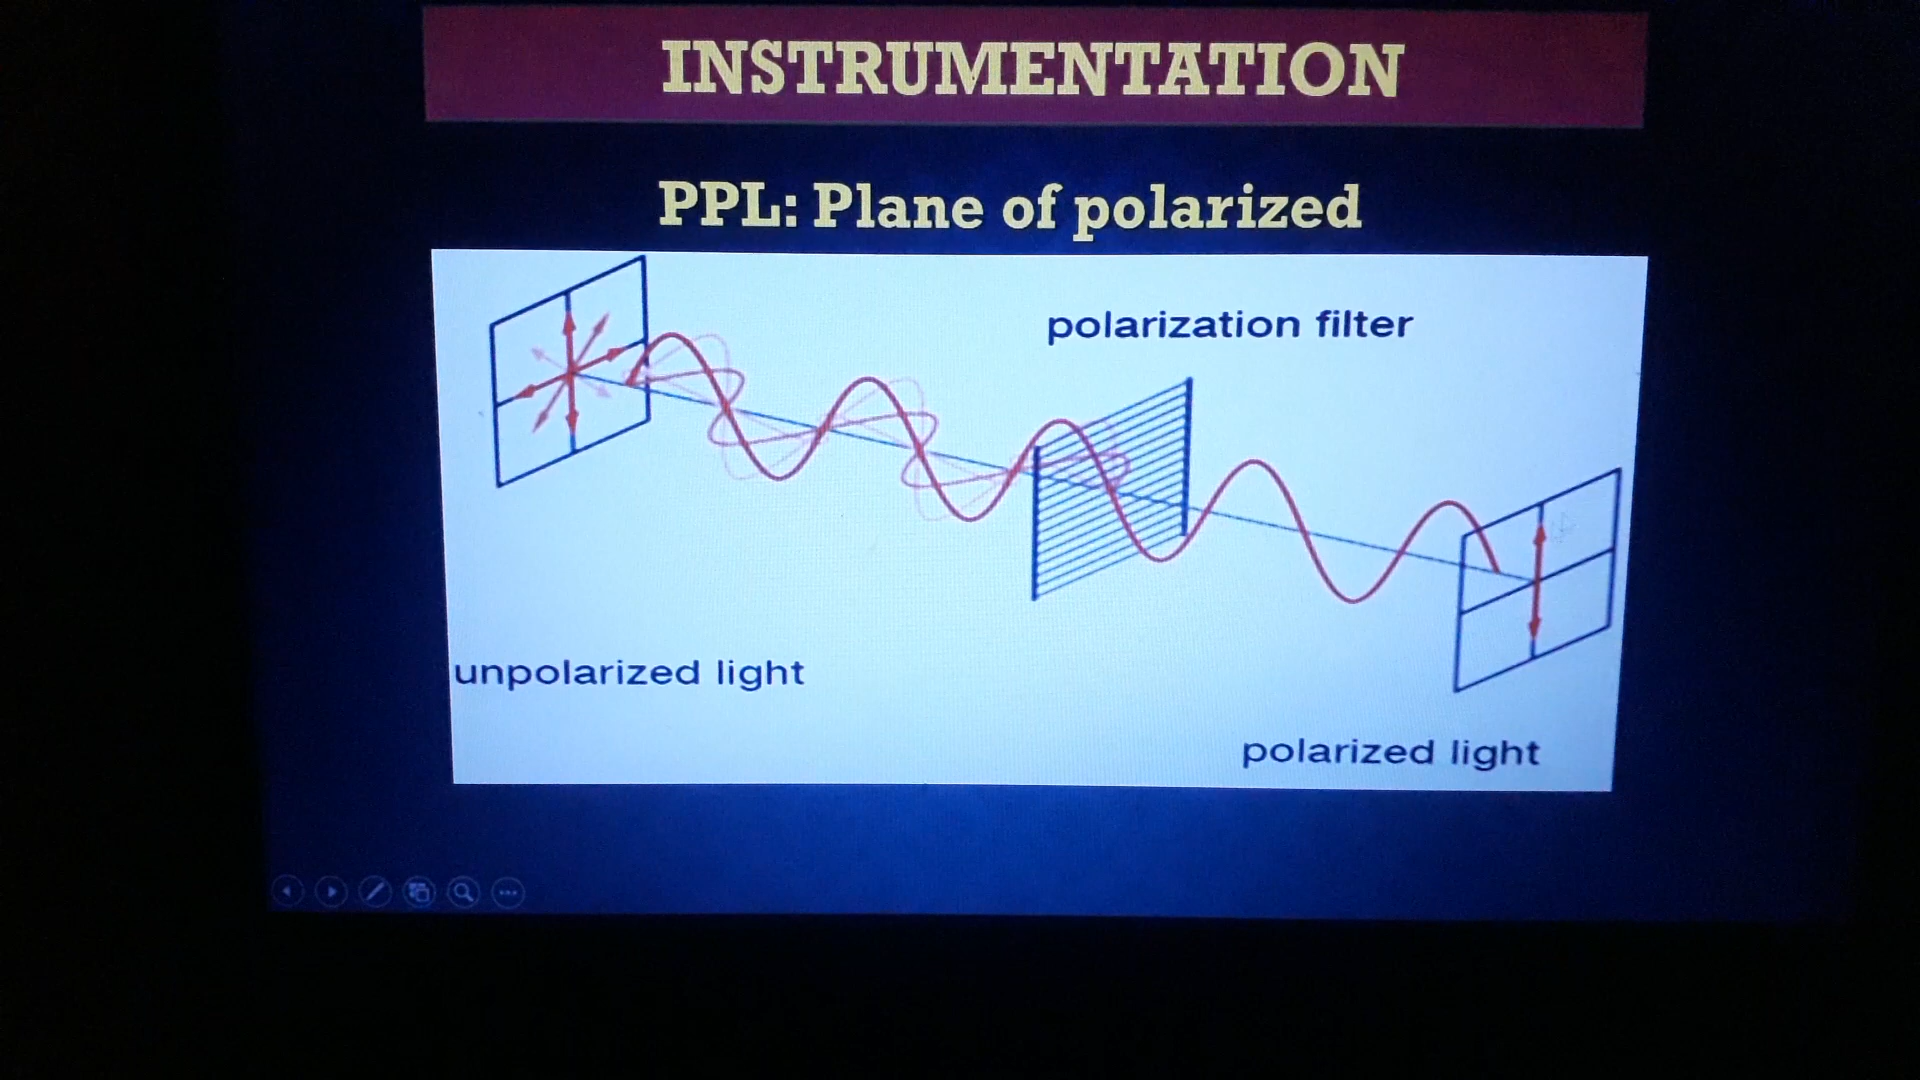 INSTRUMENTATION
PPL: Plane of polarized
polarization filter
unpolarized light
polarized light